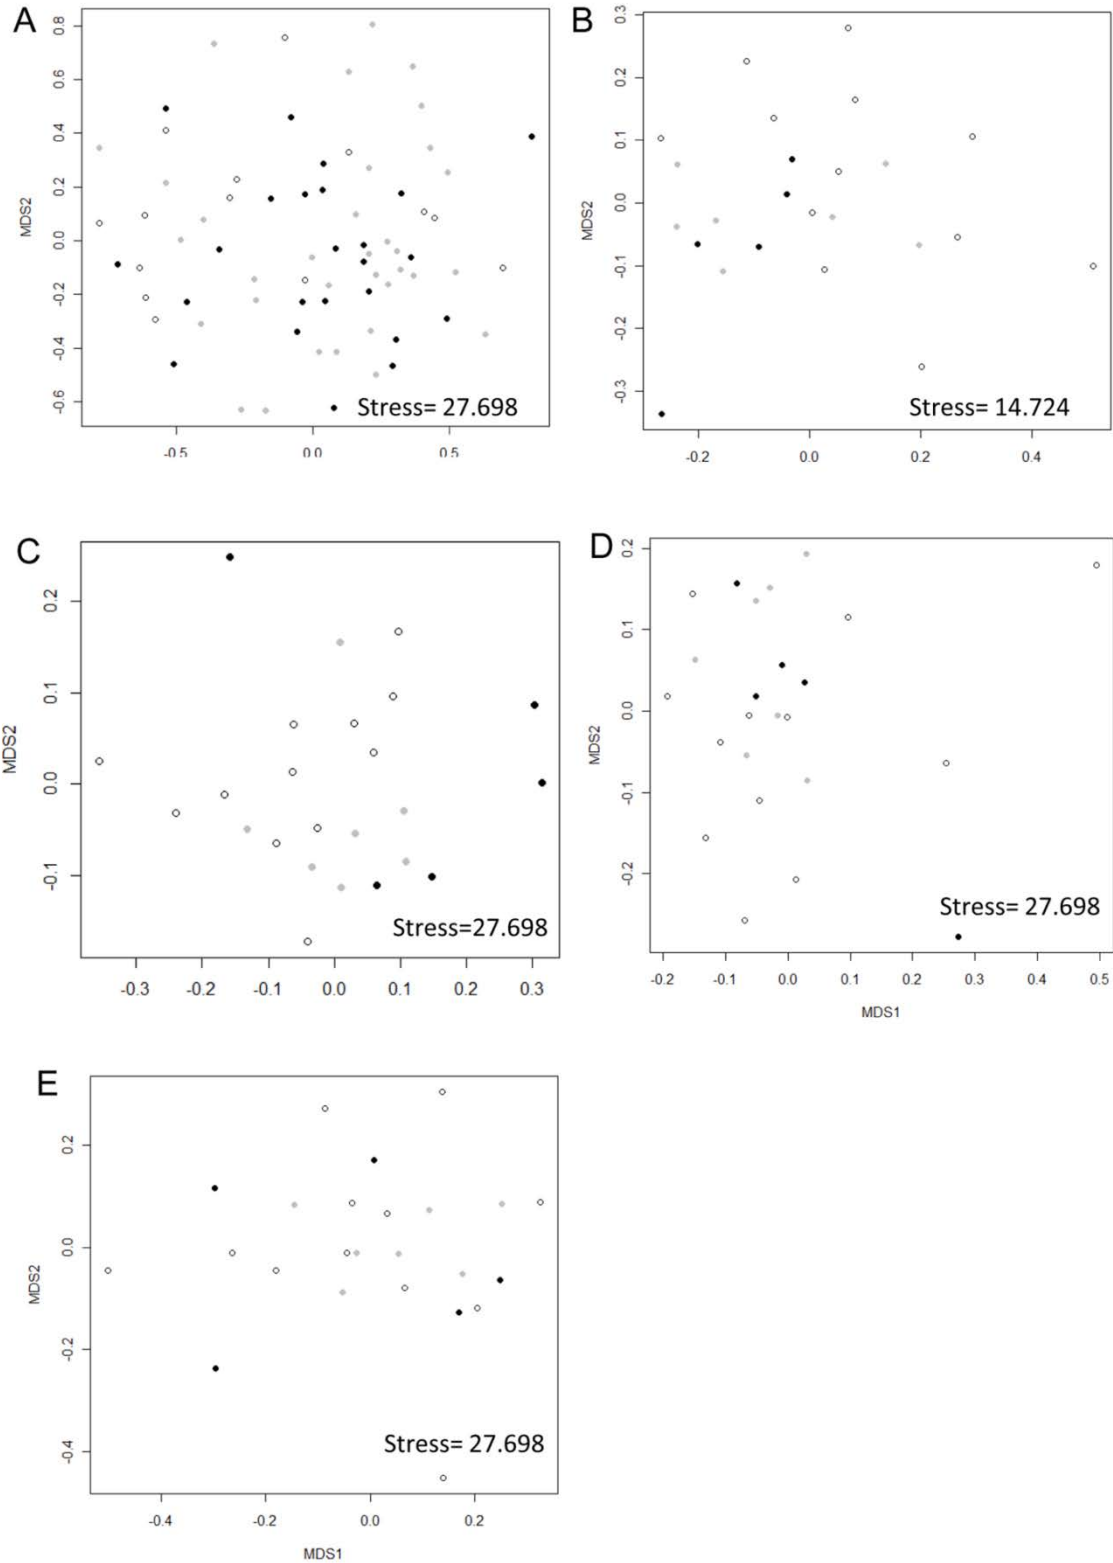 A
MDS2
0.8
0.6
0.4
0.2
0.0
-0.2
-0.4
-0.6
Stress= 27.698
-0.5 0.0 0.5
B
MDS2
0.3
0.2
0.1
0.0
-0.1
-0.2
-0.3
Stress= 14.724
-0.2 0.0 0.2 0.4
C
MDS2
0.2
0.1
0.0
-0.1
Stress=27.698
-0.3 -0.2 -0.1 0.0 0.1 0.2 0.3
D
MDS2
0.2
0.1
0.0
-0.1
-0.2
Stress= 27.698
-0.2 -0.1 0.0 0.1 0.2 0.3 0.4 0.5
MDS1
E
MDS2
0.2
0.0
-0.2
-0.4
Stress= 27.698
-0.4 -0.2 0.0 0.2
MDS1